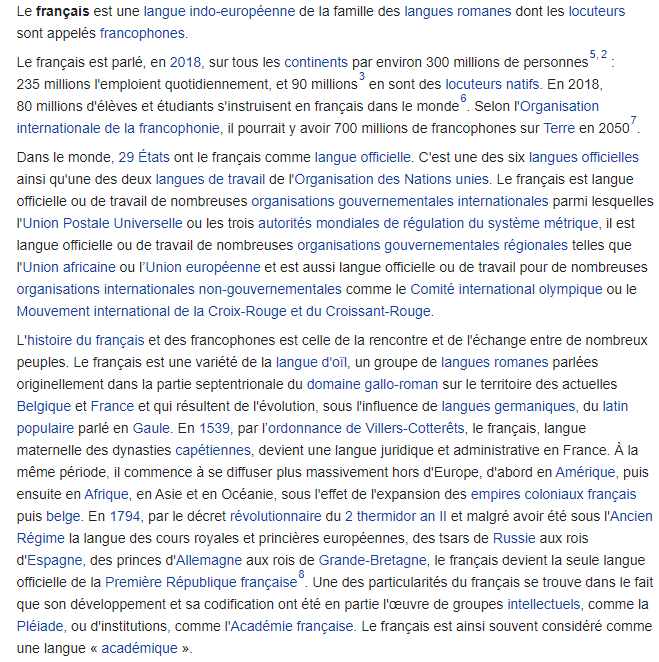 Le français est une langue indo-européenne de la famille des langues romanes dont les locuteurs
sont appelés francophones.
Le français est parlé, en 2018, sur tous les continents par environ 300 millions de personnes5, 2 :
235 millions l'emploient quotidiennement, et 90 millions3 en sont des locuteurs natifs. En 2018,
80 millions d'élèves et étudiants s'instruisent en français dans le monde6. Selon l'Organisation
internationale de la francophonie, il pourrait y avoir 700 millions de francophones sur Terre en 20507.
Dans le monde, 29 États ont le français comme langue officielle. C'est une des six langues officielles
ainsi qu'une des deux langues de travail de l'Organisation des Nations unies. Le français est langue
officielle ou de travail de nombreuses organisations gouvernementales internationales parmi lesquelles
l'Union Postale Universelle ou les trois autorités mondiales de régulation du système métrique, il est
langue officielle ou de travail de nombreuses organisations gouvernementales régionales telles que
l'Union africaine ou l’Union européenne et est aussi langue officielle ou de travail pour de nombreuses
organisations internationales non-gouvernementales comme le Comité international olympique ou le
Mouvement international de la Croix-Rouge et du Croissant-Rouge.
L'histoire du français et des francophones est celle de la rencontre et de l'échange entre de nombreux
peuples. Le français est une variété de la langue d'oïl, un groupe de langues romanes parlées
originellement dans la partie septentrionale du domaine gallo-roman sur le territoire des actuelles
Belgique et France et qui résultent de l'évolution, sous l'influence de langues germaniques, du latin
populaire parlé en Gaule. En 1539, par l’ordonnance de Villers-Cotterêts, le français, langue
maternelle des dynasties capétiennes, devient une langue juridique et administrative en France. À la
même période, il commence à se diffuser plus massivement hors d'Europe, d'abord en Amérique, puis
ensuite en Afrique, en Asie et en Océanie, sous l'effet de l'expansion des empires coloniaux français
puis belge. En 1794, par le décret révolutionnaire du 2 thermidor an II et malgré avoir été sous l'Ancien
Régime la langue des cours royales et princières européennes, des tsars de Russie aux rois
d'Espagne, des princes d'Allemagne aux rois de Grande-Bretagne, le français devient la seule langue
officielle de la Première République française8. Une des particularités du français se trouve dans le fait
que son développement et sa codification ont été en partie l'œuvre de groupes intellectuels, comme la
Pléiade, ou d'institutions, comme l'Académie française. Le français est ainsi souvent considéré comme
une langue « académique ».